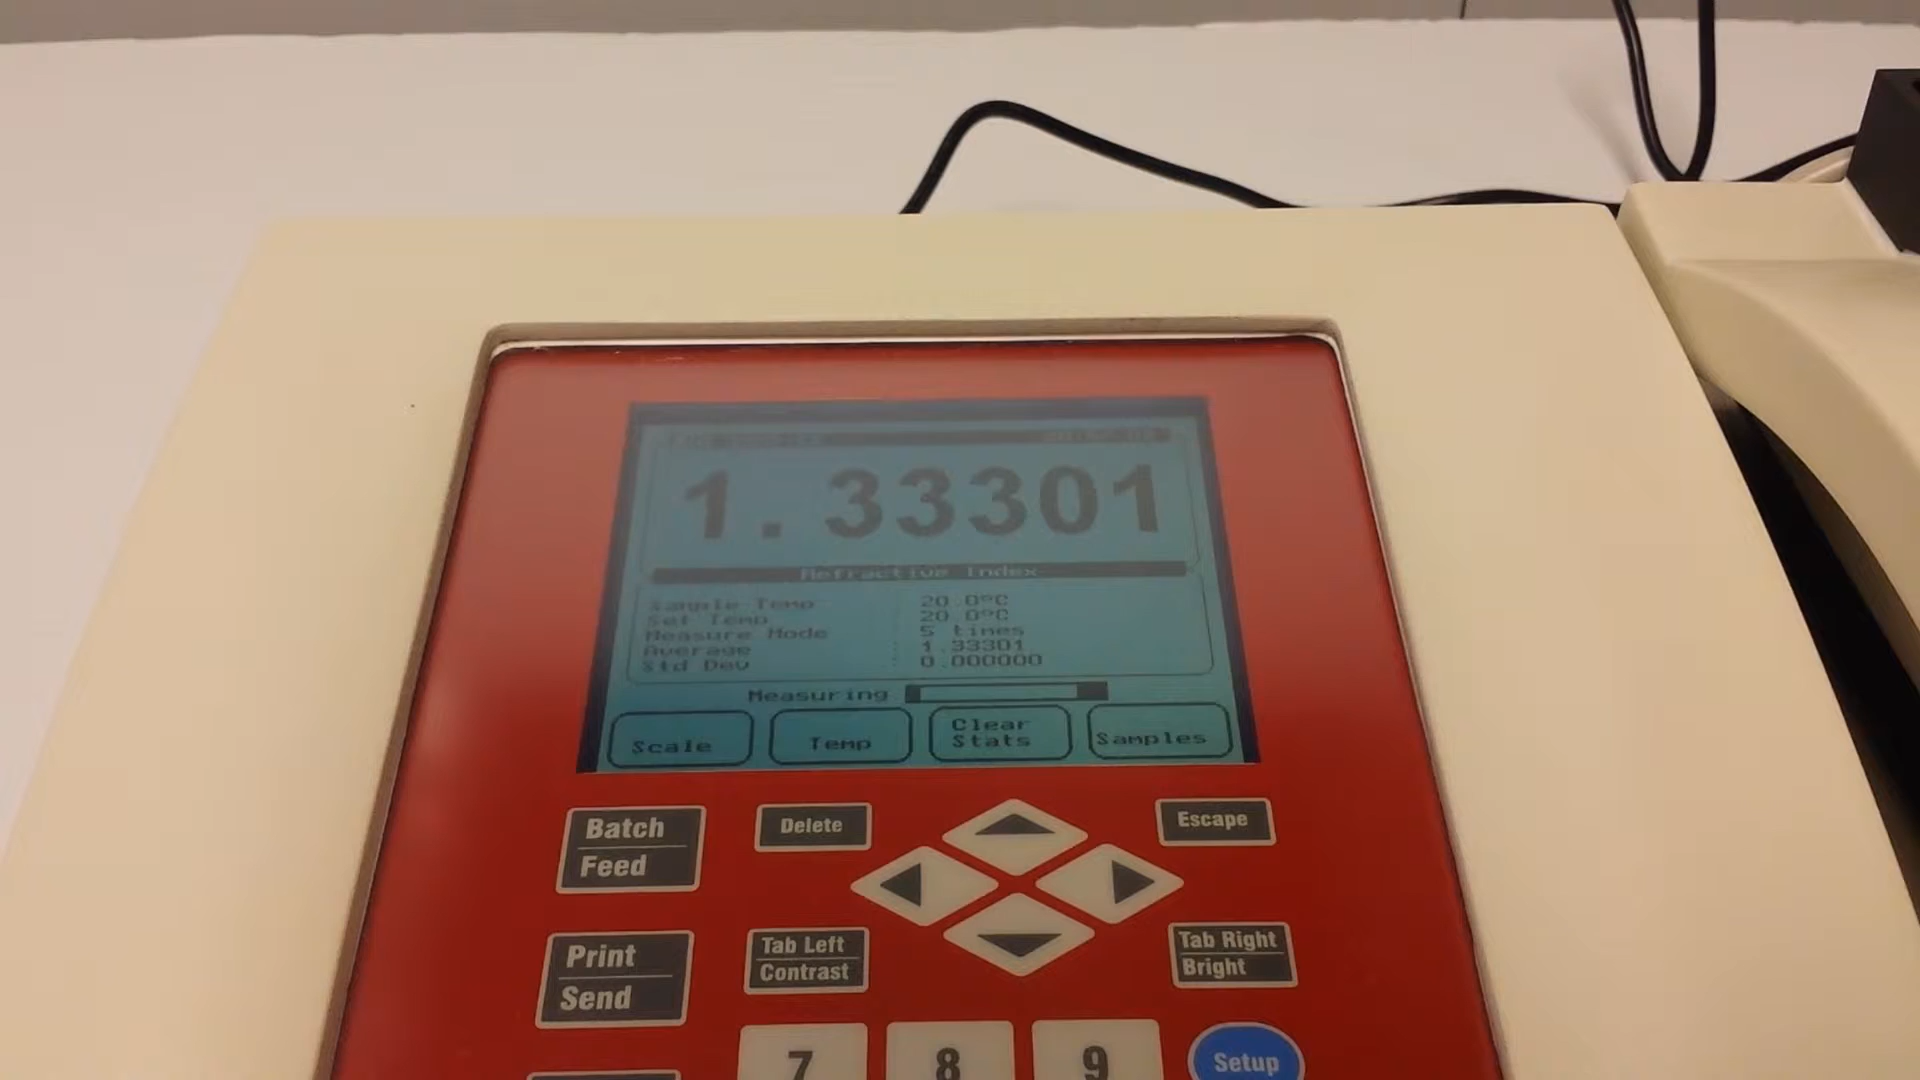 1.33301
Refractive Index
Sample Temp : 20.0ºC
Set Temp : 20.0ºC
Measure Mode : 5 times
Average : 1.33301
Std Dev : 0.000000
Measuring
Scale
Temp
Clear
Stats
Samples
Batch
Feed
Delete
Escape
Print
Send
Tab Left
Contrast
Tab Right
Bright
7
8
9
Setup